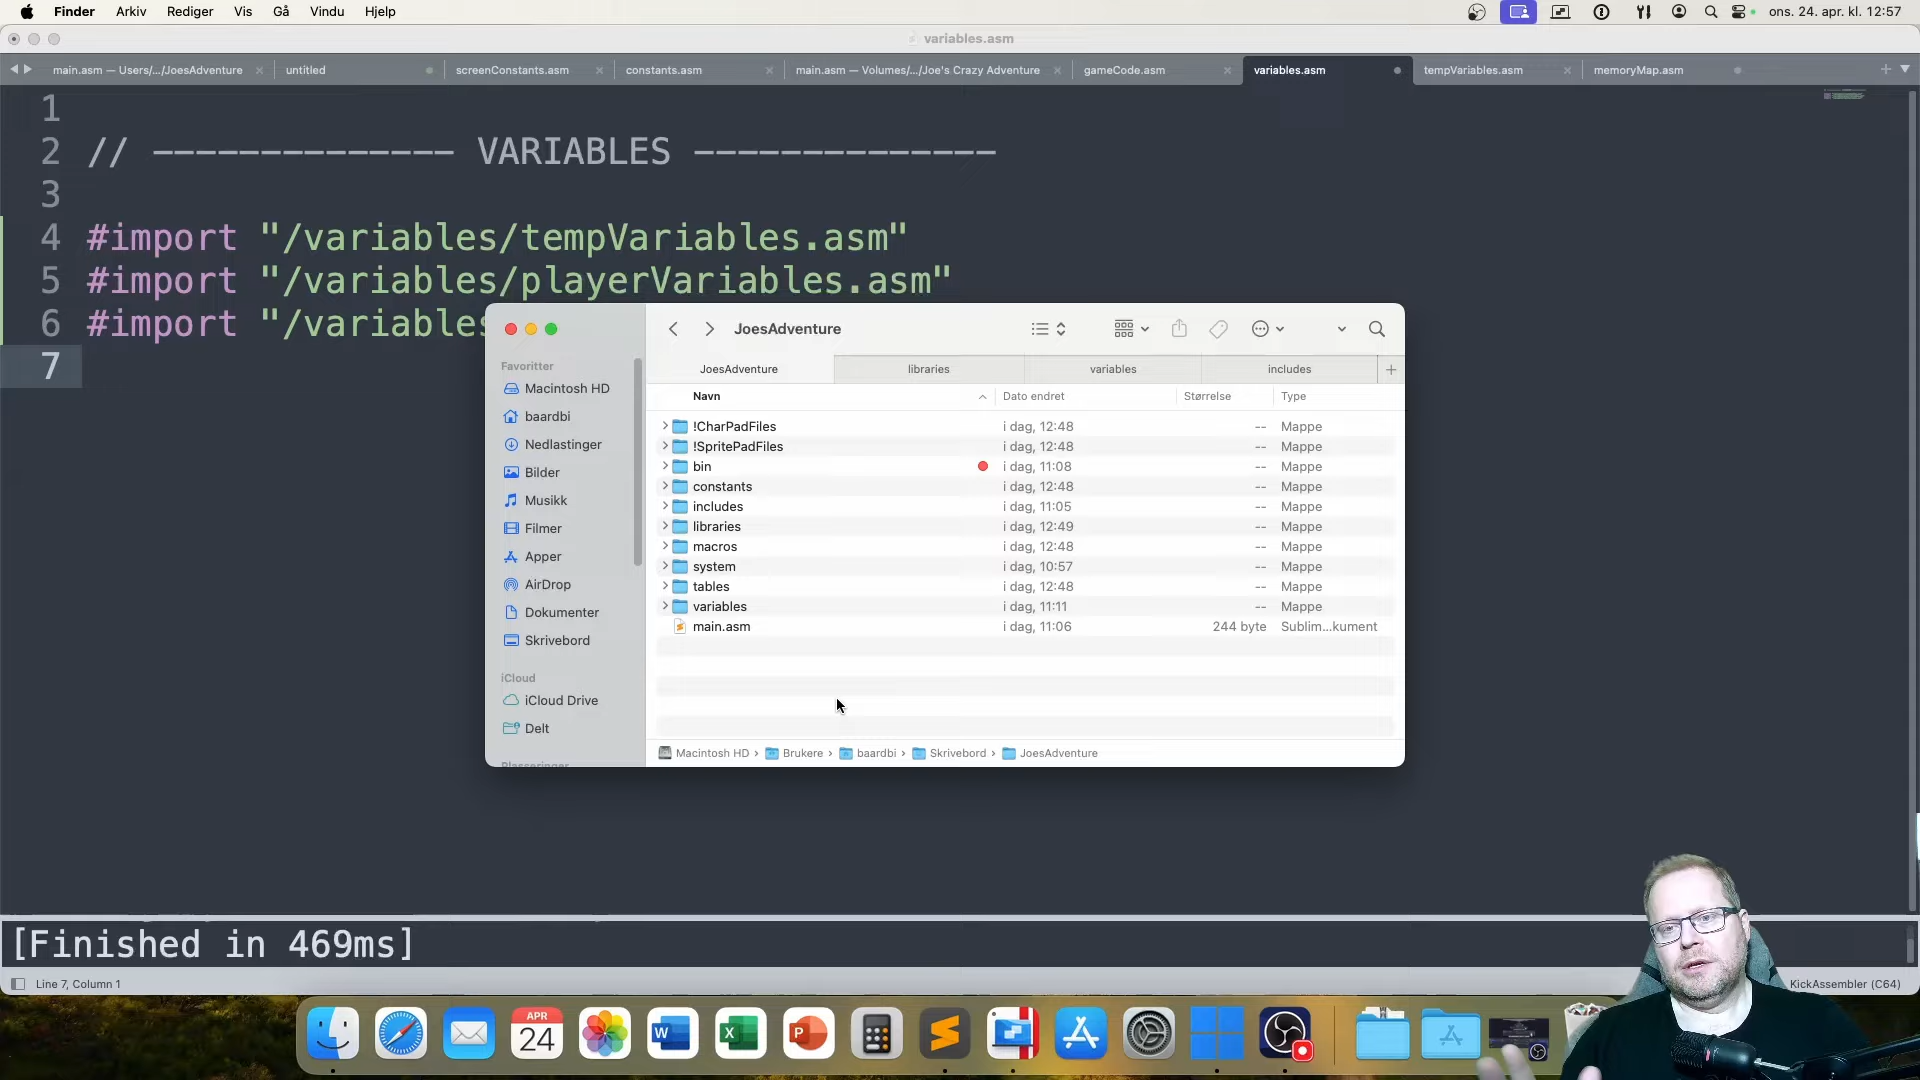 Finder Arkiv Rediger Vis Gå Vindu Hjelp
ons. 24. apr. kl. 12:57
variables.asm
main.asm — Users/.../JoesAdventure
untitled
screenConstants.asm
constants.asm
main.asm — Volumes/.../Joe's Crazy Adventure
gameCode.asm
variables.asm
tempVariables.asm
memoryMap.asm
1
2 // –––––––––––––– VARIABLES ––––––––––––––
3
4 #import "/variables/tempVariables.asm"
5 #import "/variables/playerVariables.asm"
6 #import "/variables
7
JoesAdventure
JoesAdventure libraries variables includes
Favoritter
Macintosh HD
baardbi
Nedlastinger
Bilder
Musikk
Filmer
Apper
AirDrop
Dokumenter
Skrivebord
iCloud
iCloud Drive
Delt
Plasseringer
Navn Dato endret Størrelse Type
!CharPadFiles i dag, 12:48 -- Mappe
!SpritePadFiles i dag, 12:48 -- Mappe
bin i dag, 11:08 -- Mappe
constants i dag, 12:48 -- Mappe
includes i dag, 11:05 -- Mappe
libraries i dag, 12:49 -- Mappe
macros i dag, 12:48 -- Mappe
system i dag, 10:57 -- Mappe
tables i dag, 12:48 -- Mappe
variables i dag, 11:11 -- Mappe
main.asm i dag, 11:06 244 byte Sublim...kument
Macintosh HD › Brukere › baardbi › Skrivebord › JoesAdventure
[Finished in 469ms]
Line 7, Column 1
KickAssembler (C64)
APR
24
W
X
P